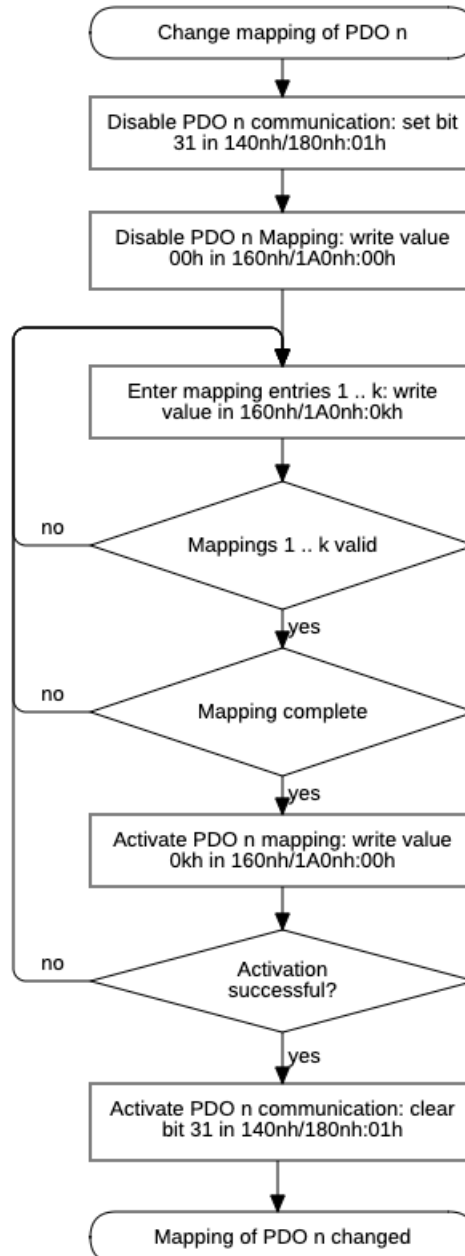 Change mapping of PDO n
Disable PDO n communication: set bit
31 in 140nh/180nh:01h
Disable PDO n Mapping: write value
00h in 160nh/1A0nh:00h
Enter mapping entries 1 .. k: write
value in 160nh/1A0nh:0kh
no
Mappings 1 .. k valid
yes
no
Mapping complete
yes
Activate PDO n mapping: write value
0kh in 160nh/1A0nh:00h
no
Activation
successful?
yes
Activate PDO n communication: clear
bit 31 in 140nh/180nh:01h
Mapping of PDO n changed